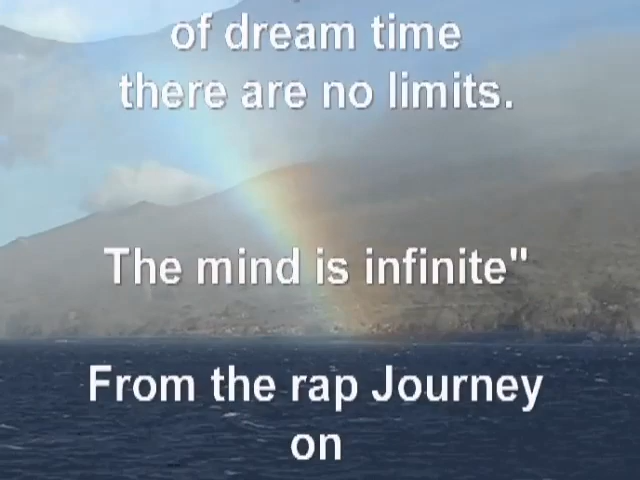 of dream time
there are no limits.
The mind is infinite"
From the rap Journey
on